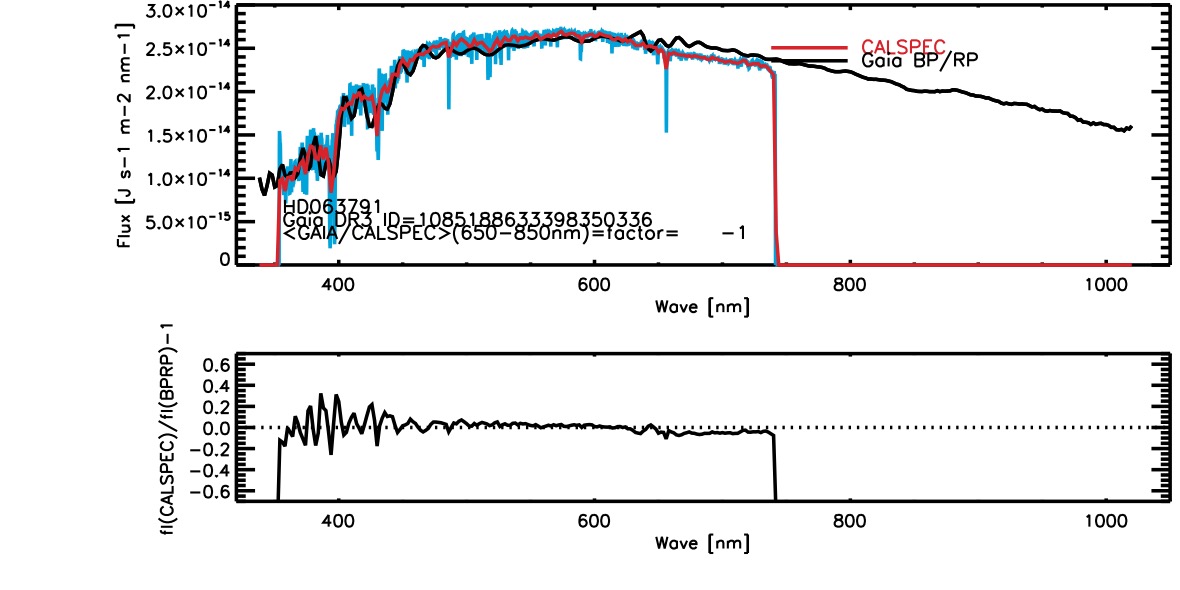 3.0×10⁻¹⁴
2.5×10⁻¹⁴
2.0×10⁻¹⁴
1.5×10⁻¹⁴
1.0×10⁻¹⁴
5.0×10⁻¹⁵
0
Flux [J s−1 m−2 nm−1]
CALSPEC
Gaia BP/RP
HD063791
Gaia DR3 ID=1085188633398350336
<GAIA/CALSPEC>(650−850nm)=factor= −1
400 600 800 1000
Wave [nm]
fl(CALSPEC)/fl(BPRP)−1
0.6
0.4
0.2
0.0
−0.2
−0.4
−0.6
400 600 800 1000
Wave [nm]